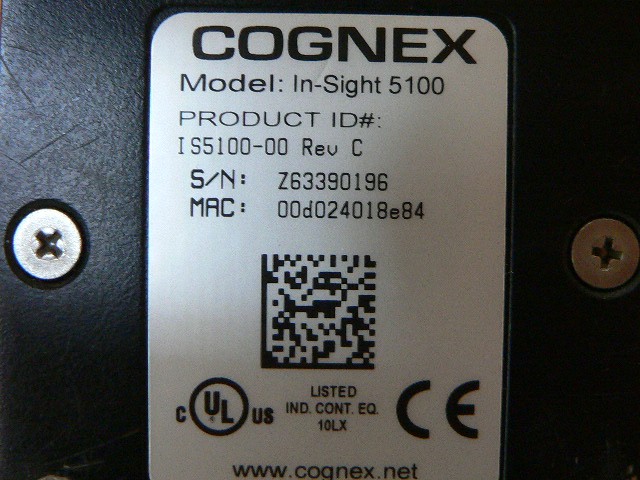 COGNEX
Model: In-Sight 5100
PRODUCT ID#:
IS5100-00 Rev C
S/N: Z63390196
MAC: 00d024018e84
C UL US
LISTED
IND. CONT. EQ.
10LX
CE
www.cognex.net